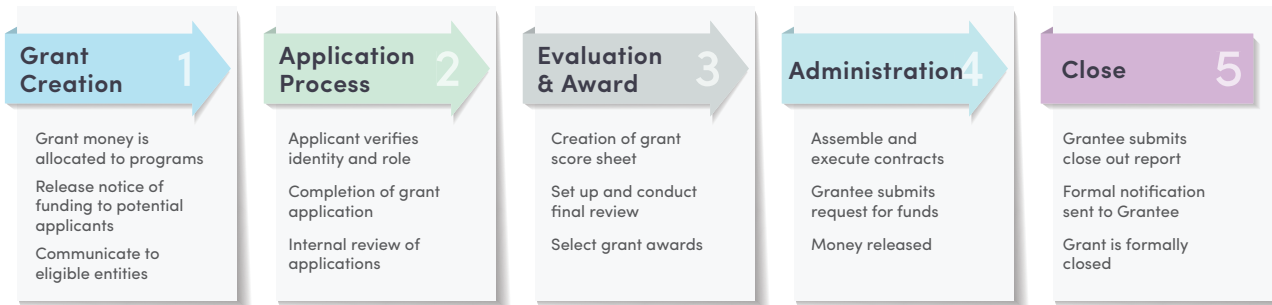 Grant
Creation
1
Grant money is
allocated to programs
Release notice of
funding to potential
applicants
Communicate to
eligible entities
Application
Process
2
Applicant verifies
identity and role
Completion of grant
application
Internal review of
applications
Evaluation
& Award
3
Creation of grant
score sheet
Set up and conduct
final review
Select grant awards
Administration
4
Assemble and
execute contracts
Grantee submits
request for funds
Money released
Close
5
Grantee submits
close out report
Formal notification
sent to Grantee
Grant is formally
closed